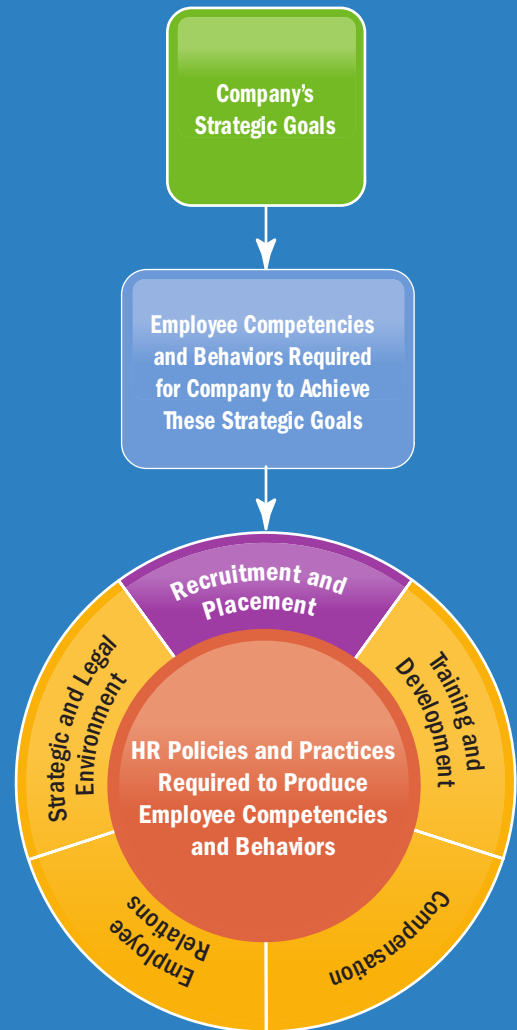 Company's
Strategic Goals
Employee Competencies
and Behaviors Required
for Company to Achieve
These Strategic Goals
Recruitment and
Placement
Strategic and Legal
Environment
Training and
Development
HR Policies and Practices
Required to Produce
Employee Competencies
and Behaviors
Employee
Relations
Compensation